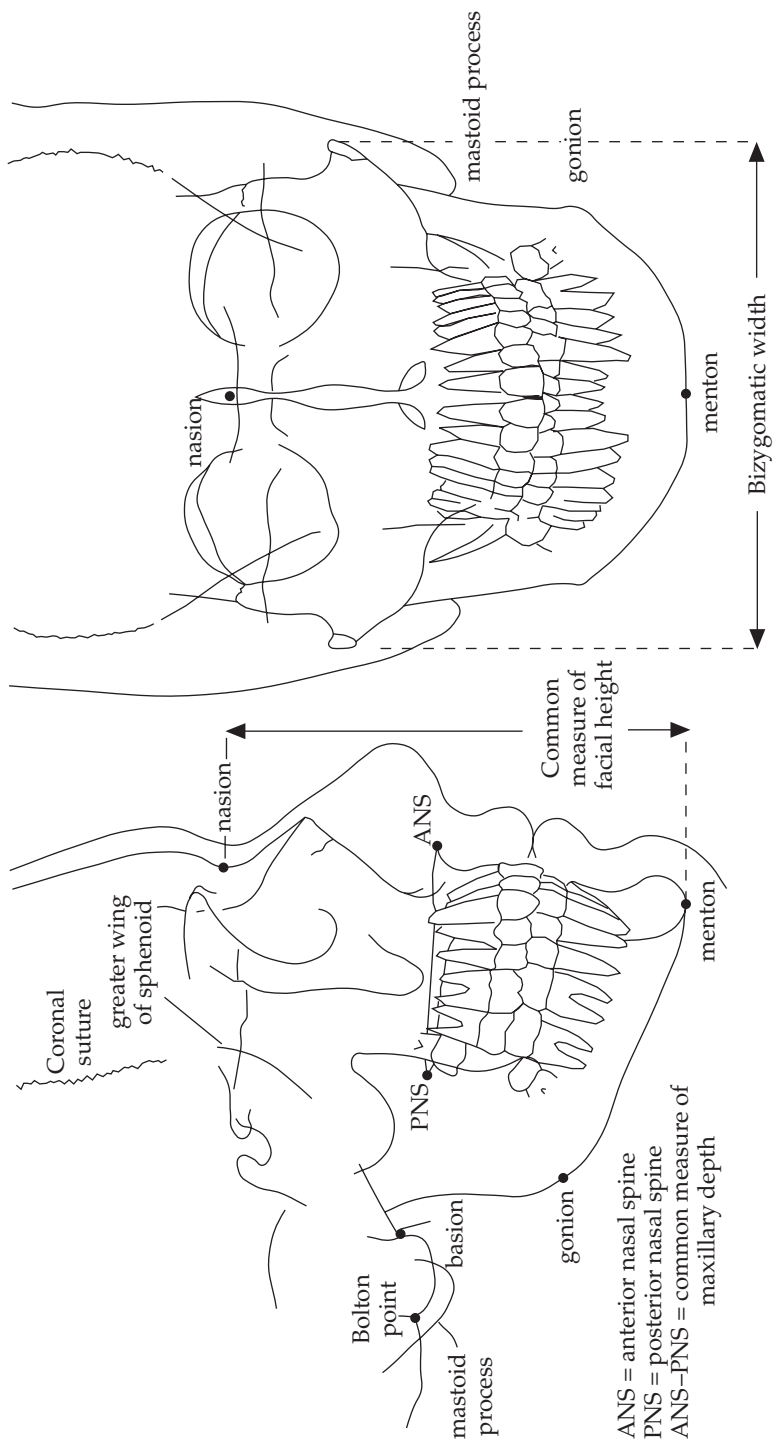 Coronal
suture
greater wing
of sphenoid
nasion
ANS
PNS
Bolton
point
basion
mastoid
process
gonion
menton
Common
measure of
facial height
ANS = anterior nasal spine
PNS = posterior nasal spine
ANS–PNS = common measure of
maxillary depth
nasion
mastoid process
gonion
menton
Bizygomatic width